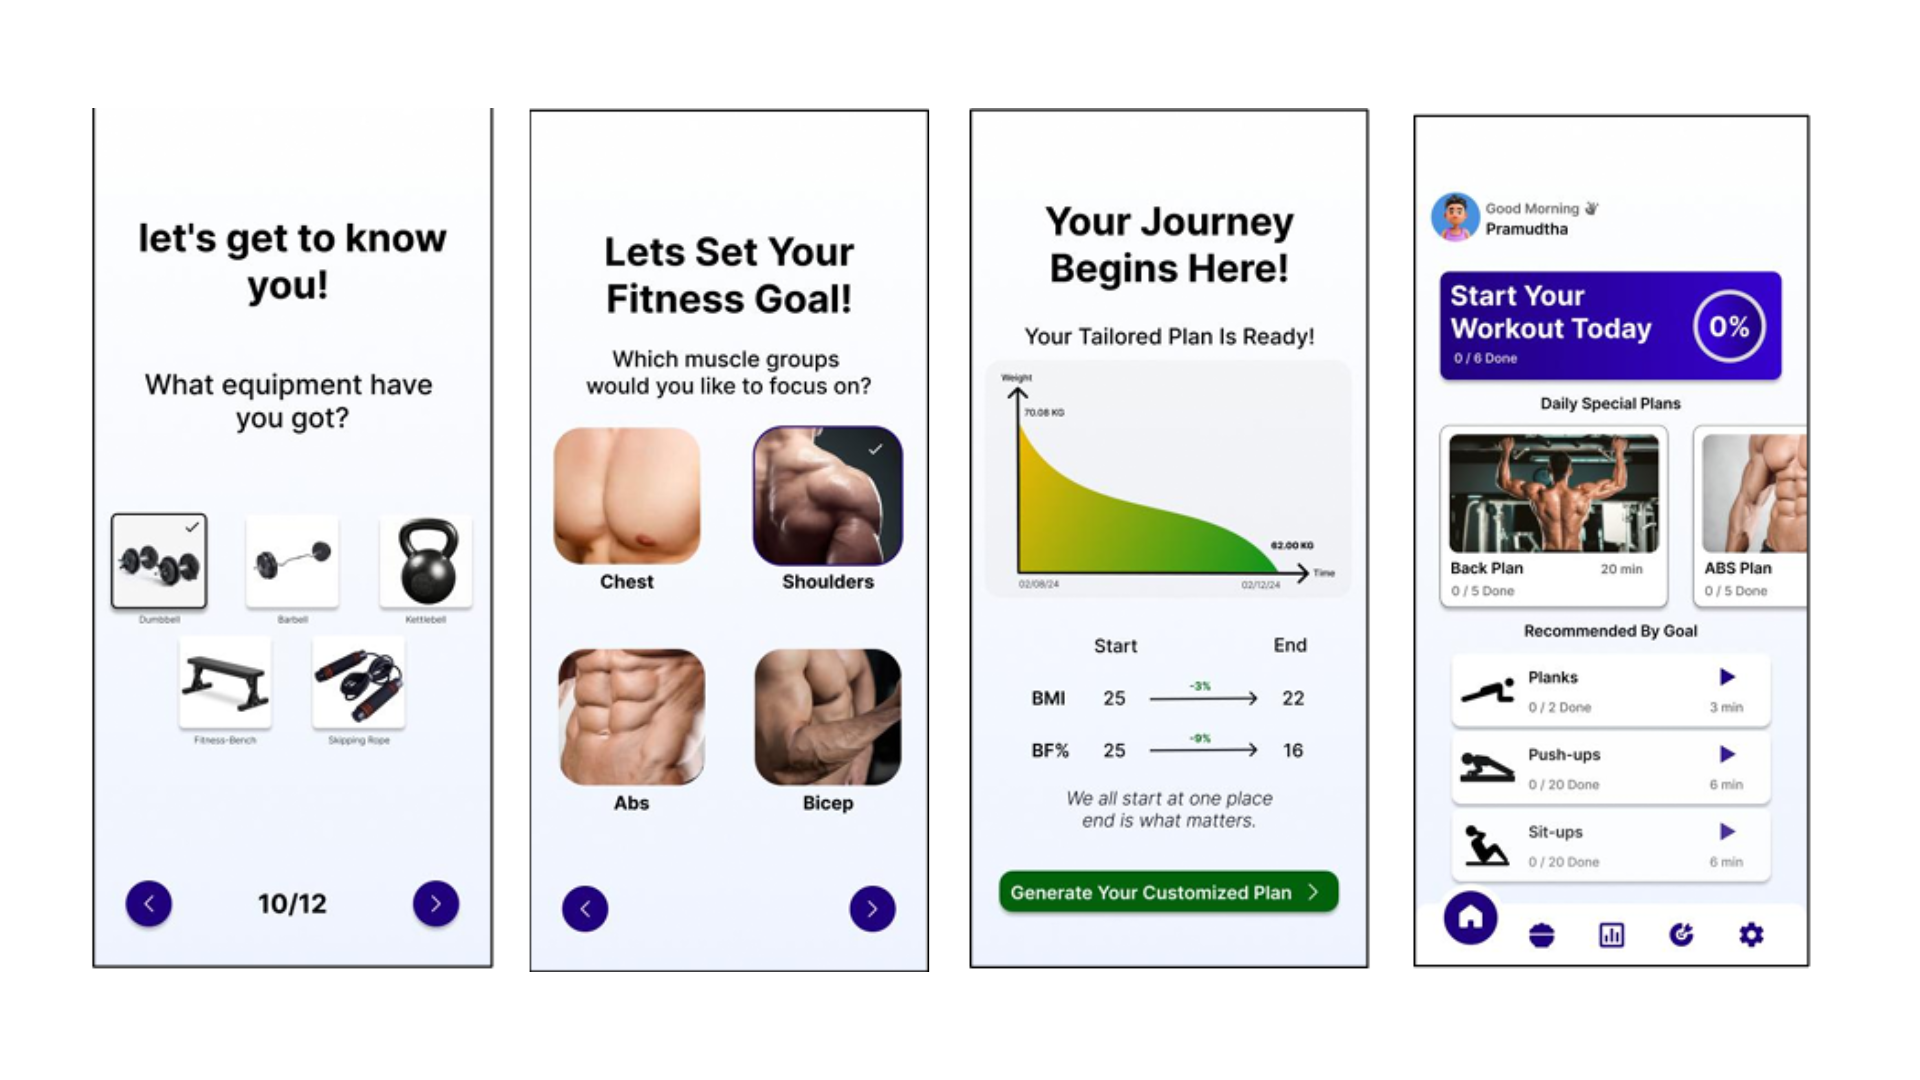 let's get to know
you!
What equipment have
you got?
Dumbbell
Barbell
Kettlebell
Fitness-Bench
Skipping Rope
10/12
Lets Set Your
Fitness Goal!
Which muscle groups
would you like to focus on?
Chest
Shoulders
Abs
Bicep
Your Journey
Begins Here!
Your Tailored Plan Is Ready!
Weight
70.08 KG
62.00 KG
Time
02/08/24
02/12/24
Start End
-3%
BMI 25 22
-9%
BF% 25 16
We all start at one place
end is what matters.
Generate Your Customized Plan
Good Morning
Pramudtha
Start Your
Workout Today
0 / 6 Done
0%
Daily Special Plans
Back Plan 20 min
0 / 5 Done
ABS Plan
0 / 5 Done
Recommended By Goal
Planks
0 / 2 Done 3 min
Push-ups
0 / 20 Done 6 min
Sit-ups
0 / 20 Done 6 min